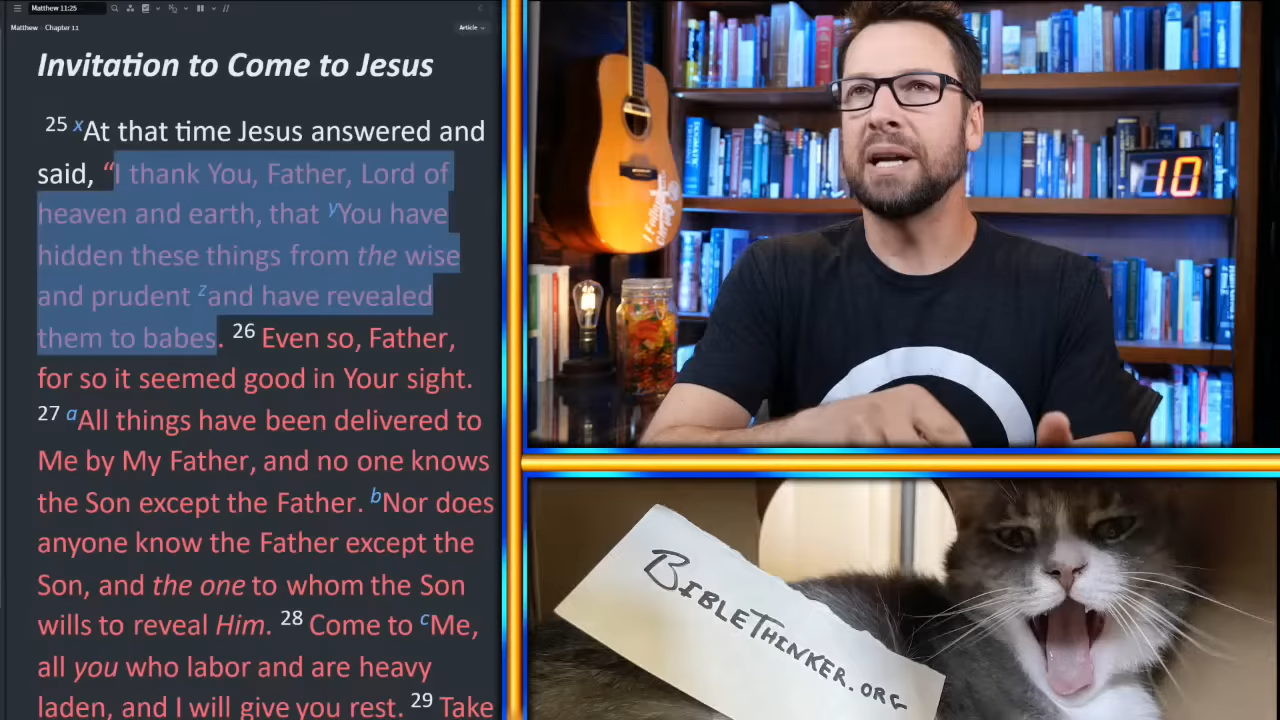 Matthew 11:25
Matthew Chapter 11
Article
Invitation to Come to Jesus
25 xAt that time Jesus answered and
said, “I thank You, Father, Lord of
heaven and earth, that yYou have
hidden these things from the wise
and prudent zand have revealed
them to babes. 26 Even so, Father,
for so it seemed good in Your sight.
27 aAll things have been delivered to
Me by My Father, and no one knows
the Son except the Father. bNor does
anyone know the Father except the
Son, and the one to whom the Son
wills to reveal Him. 28 Come to cMe,
all you who labor and are heavy
laden, and I will give you rest. 29 Take
10
BIBLETHINKER.ORG